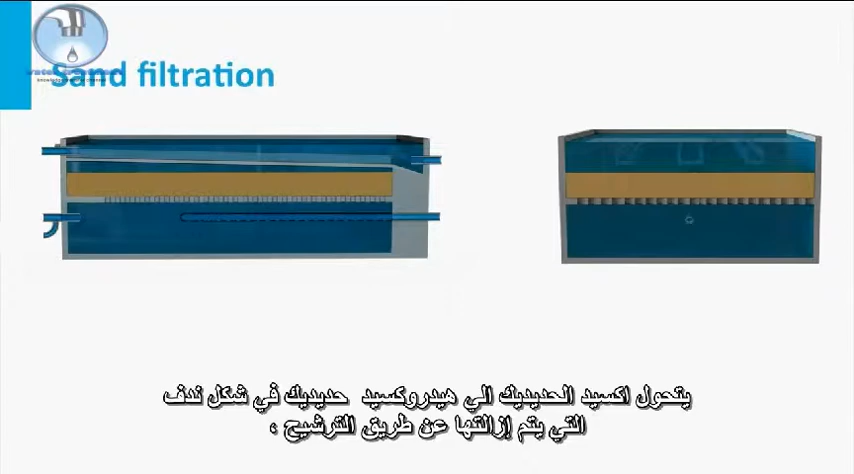 Sand filtration
يتحول اكسيد الحديديك الي هيدروكسيد حديديك في شكل ندف
التي يتم إزالتها عن طريق الترشيح ،